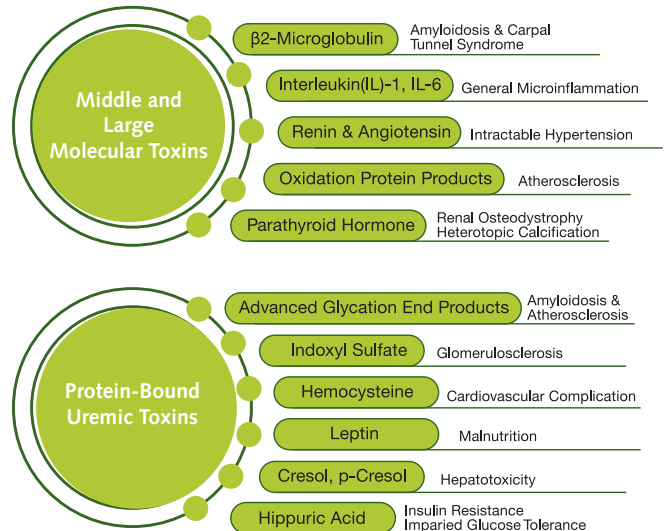 Middle and
Large
Molecular Toxins
β2-Microglobulin
Amyloidosis & Carpal
Tunnel Syndrome
Interleukin(IL)-1, IL-6
General Microinflammation
Renin & Angiotensin
Intractable Hypertension
Oxidation Protein Products
Atherosclerosis
Parathyroid Hormone
Renal Osteodystrophy
Heterotopic Calcification
Protein-Bound
Uremic Toxins
Advanced Glycation End Products
Amyloidosis &
Atherosclerosis
Indoxyl Sulfate
Glomerulosclerosis
Hemocysteine
Cardiovascular Complication
Leptin
Malnutrition
Cresol, p-Cresol
Hepatotoxicity
Hippuric Acid
Insulin Resistance
Imparied Glucose Tolerance